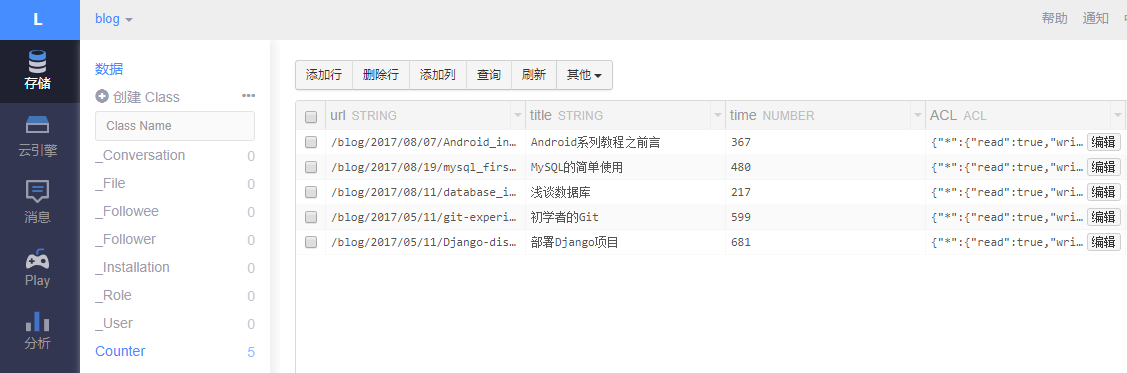 L
blog
帮助 通知
存储
云引擎
消息
Play
分析
数据
创建 Class
Class Name
_Conversation 0
_File 0
_Followee 0
_Follower 0
_Installation 0
_Role 0
_User 0
Counter 5
添加行 删除行 添加列 查询 刷新 其他
url STRING title STRING time NUMBER ACL ACL
/blog/2017/08/07/Android_in… Android系列教程之前言 367 {"*":{"read":true,"wri… 编辑
/blog/2017/08/19/mysql_firs… MySQL的简单使用 480 {"*":{"read":true,"wri… 编辑
/blog/2017/08/11/database_i… 浅谈数据库 217 {"*":{"read":true,"wri… 编辑
/blog/2017/05/11/git-experi… 初学者的Git 599 {"*":{"read":true,"wri… 编辑
/blog/2017/05/11/Django-dis… 部署Django项目 681 {"*":{"read":true,"wri… 编辑